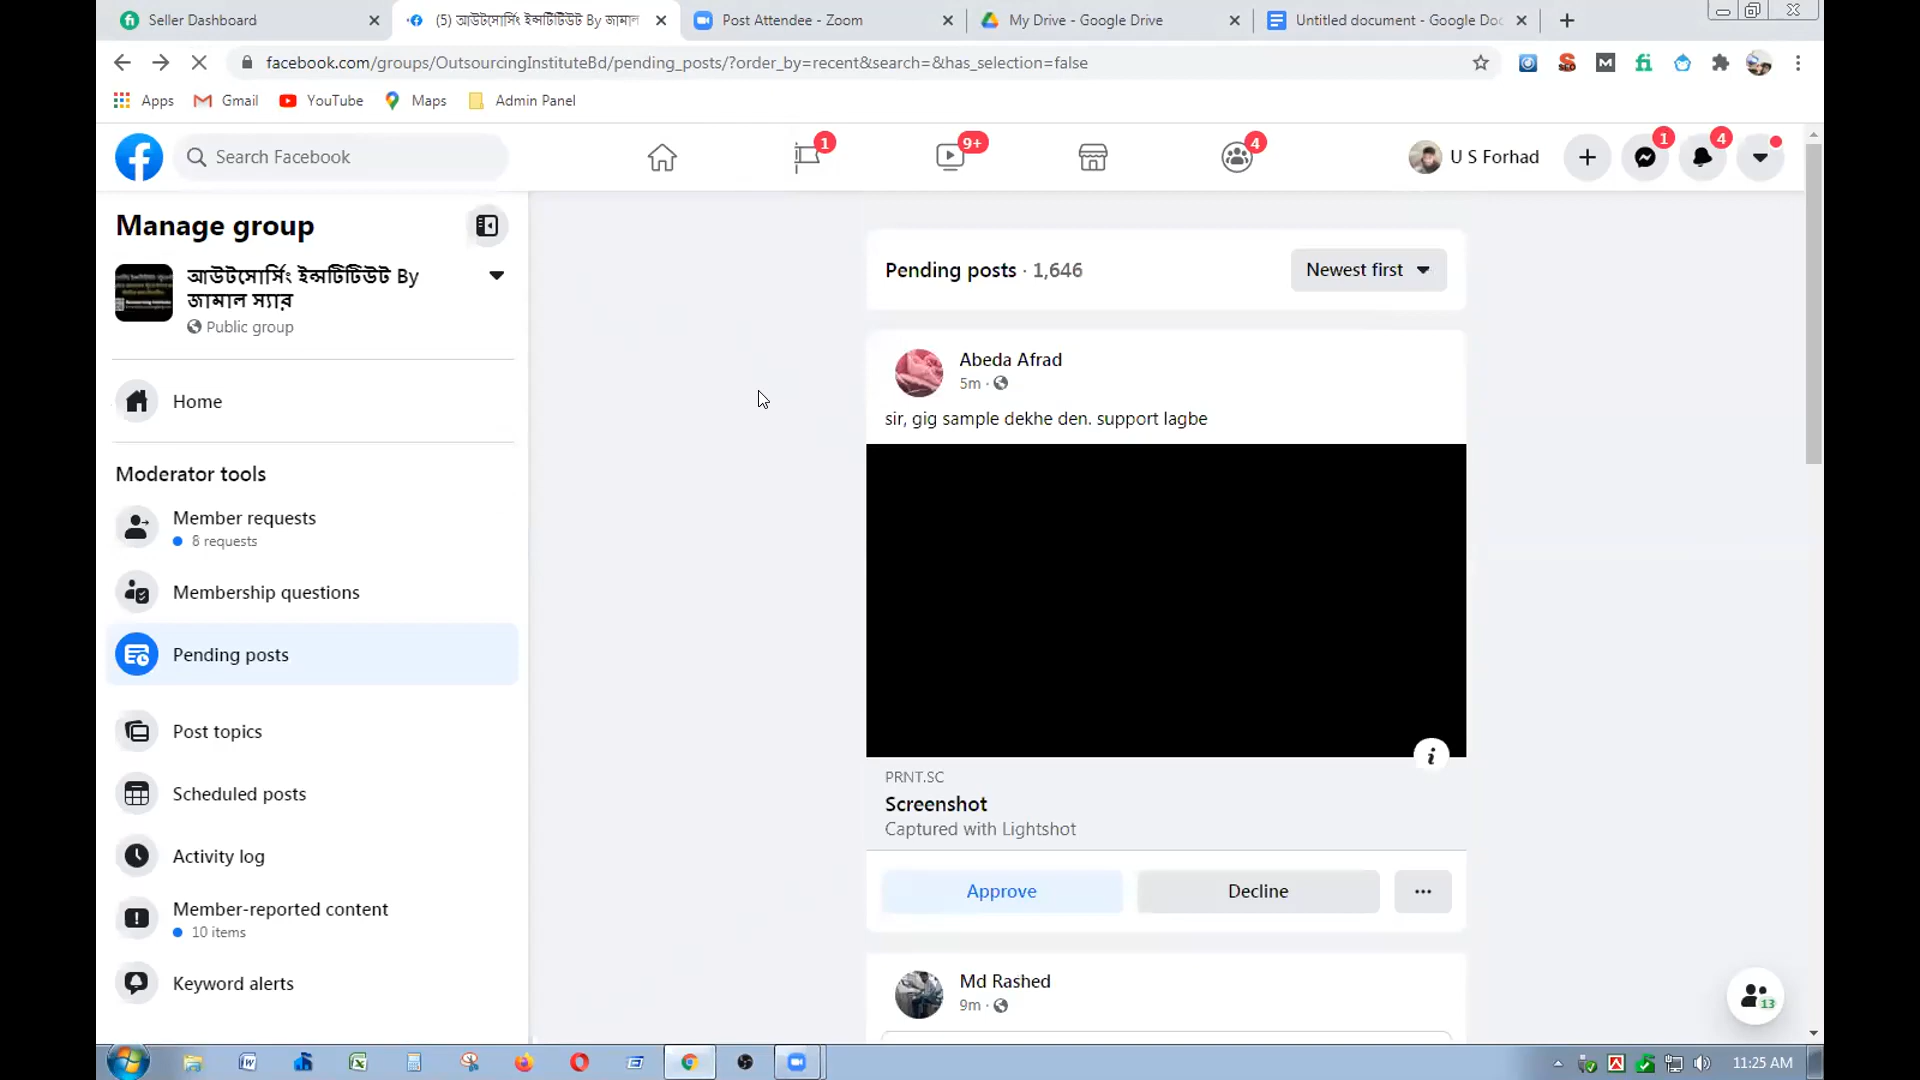 Seller Dashboard
(5) আউটসোর্সিং ইন্সটিটিউট By জামাল
Post Attendee - Zoom
My Drive - Google Drive
Untitled document - Google Doc
facebook.com/groups/OutsourcingInstituteBd/pending_posts/?order_by=recent&search=&has_selection=false
Apps
Gmail
YouTube
Maps
Admin Panel
Search Facebook
1
9+
4
U S Forhad
1
4
Manage group
আউটসোর্সিং ইন্সটিটিউট By
জামাল স্যার
Public group
Home
Moderator tools
Member requests
8 requests
Membership questions
Pending posts
Post topics
Scheduled posts
Activity log
Member-reported content
10 items
Keyword alerts
Pending posts · 1,646
Newest first
Abeda Afrad
5m ·
sir, gig sample dekhe den. support lagbe
PRNT.SC
Screenshot
Captured with Lightshot
Approve
Decline
Md Rashed
9m ·
13
11:25 AM